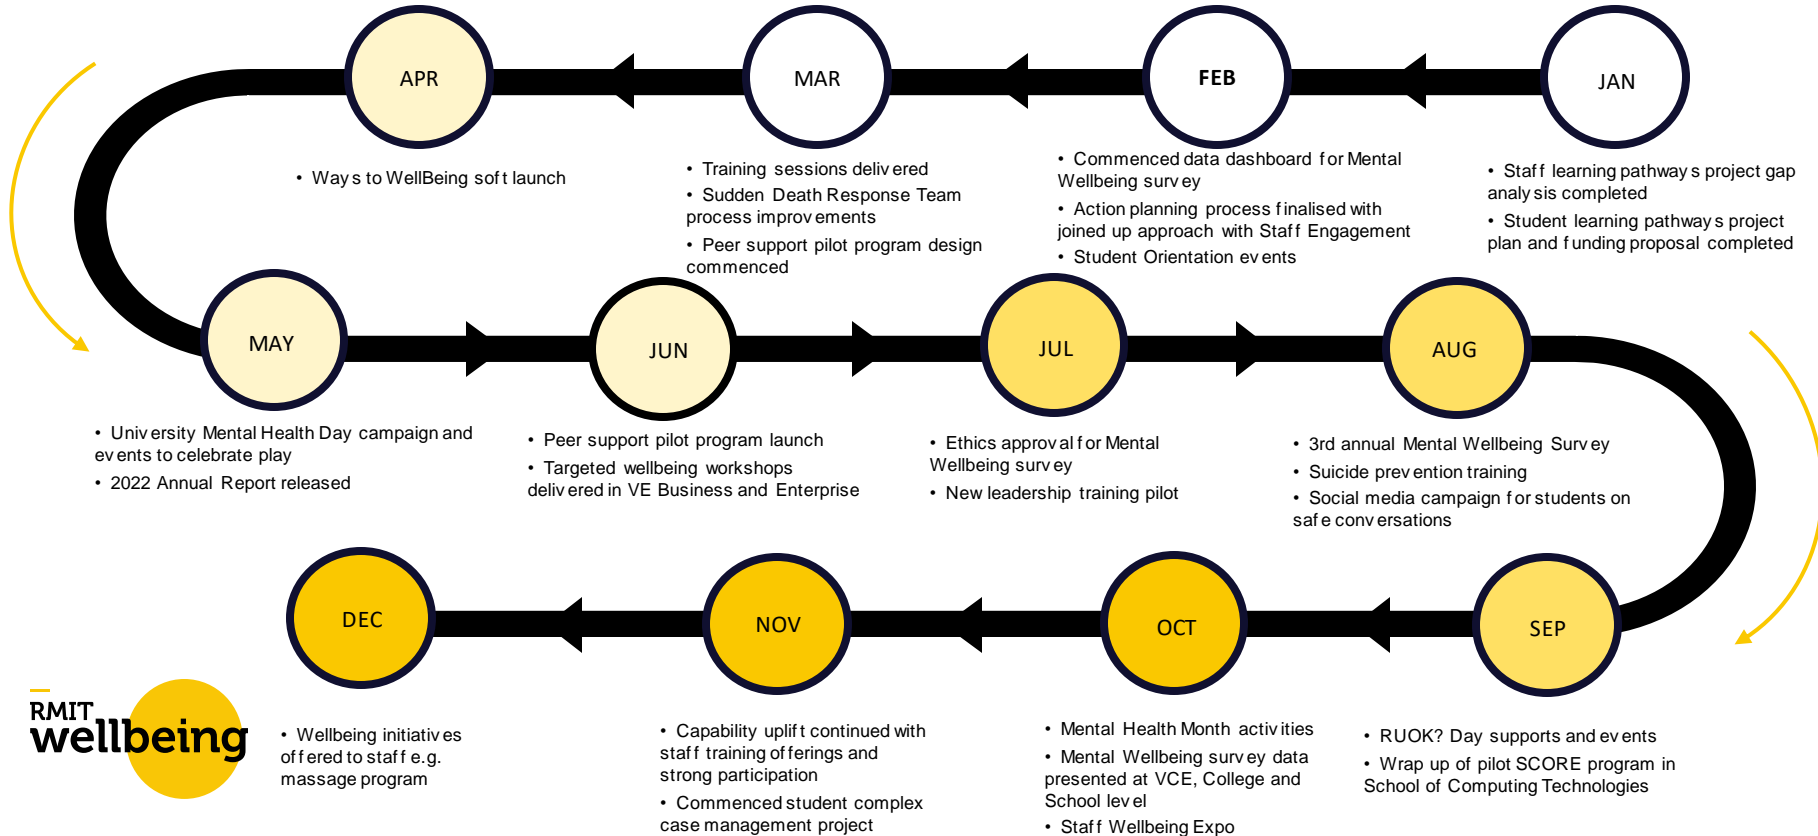 APR
MAR
FEB
JAN
• Ways to WellBeing soft launch
• Training sessions delivered
• Sudden Death Response Team
process improvements
• Peer support pilot program design
commenced
• Commenced data dashboard for Mental
Wellbeing survey
• Action planning process finalised with
joined up approach with Staff Engagement
• Student Orientation events
• Staff learning pathways project gap
analysis completed
• Student learning pathways project
plan and funding proposal completed
MAY
JUN
JUL
AUG
• University Mental Health Day campaign and
events to celebrate play
• 2022 Annual Report released
• Peer support pilot program launch
• Targeted wellbeing workshops
delivered in VE Business and Enterprise
• Ethics approval for Mental
Wellbeing survey
• New leadership training pilot
• 3rd annual Mental Wellbeing Survey
• Suicide prevention training
• Social media campaign for students on
safe conversations
DEC
NOV
OCT
SEP
• Wellbeing initiatives
offered to staff e.g.
massage program
• Capability uplift continued with
staff training offerings and
strong participation
• Commenced student complex
case management project
• Mental Health Month activities
• Mental Wellbeing survey data
presented at VCE, College and
School level
• Staff Wellbeing Expo
• RUOK? Day supports and events
• Wrap up of pilot SCORE program in
School of Computing Technologies
RMIT
wellbeing